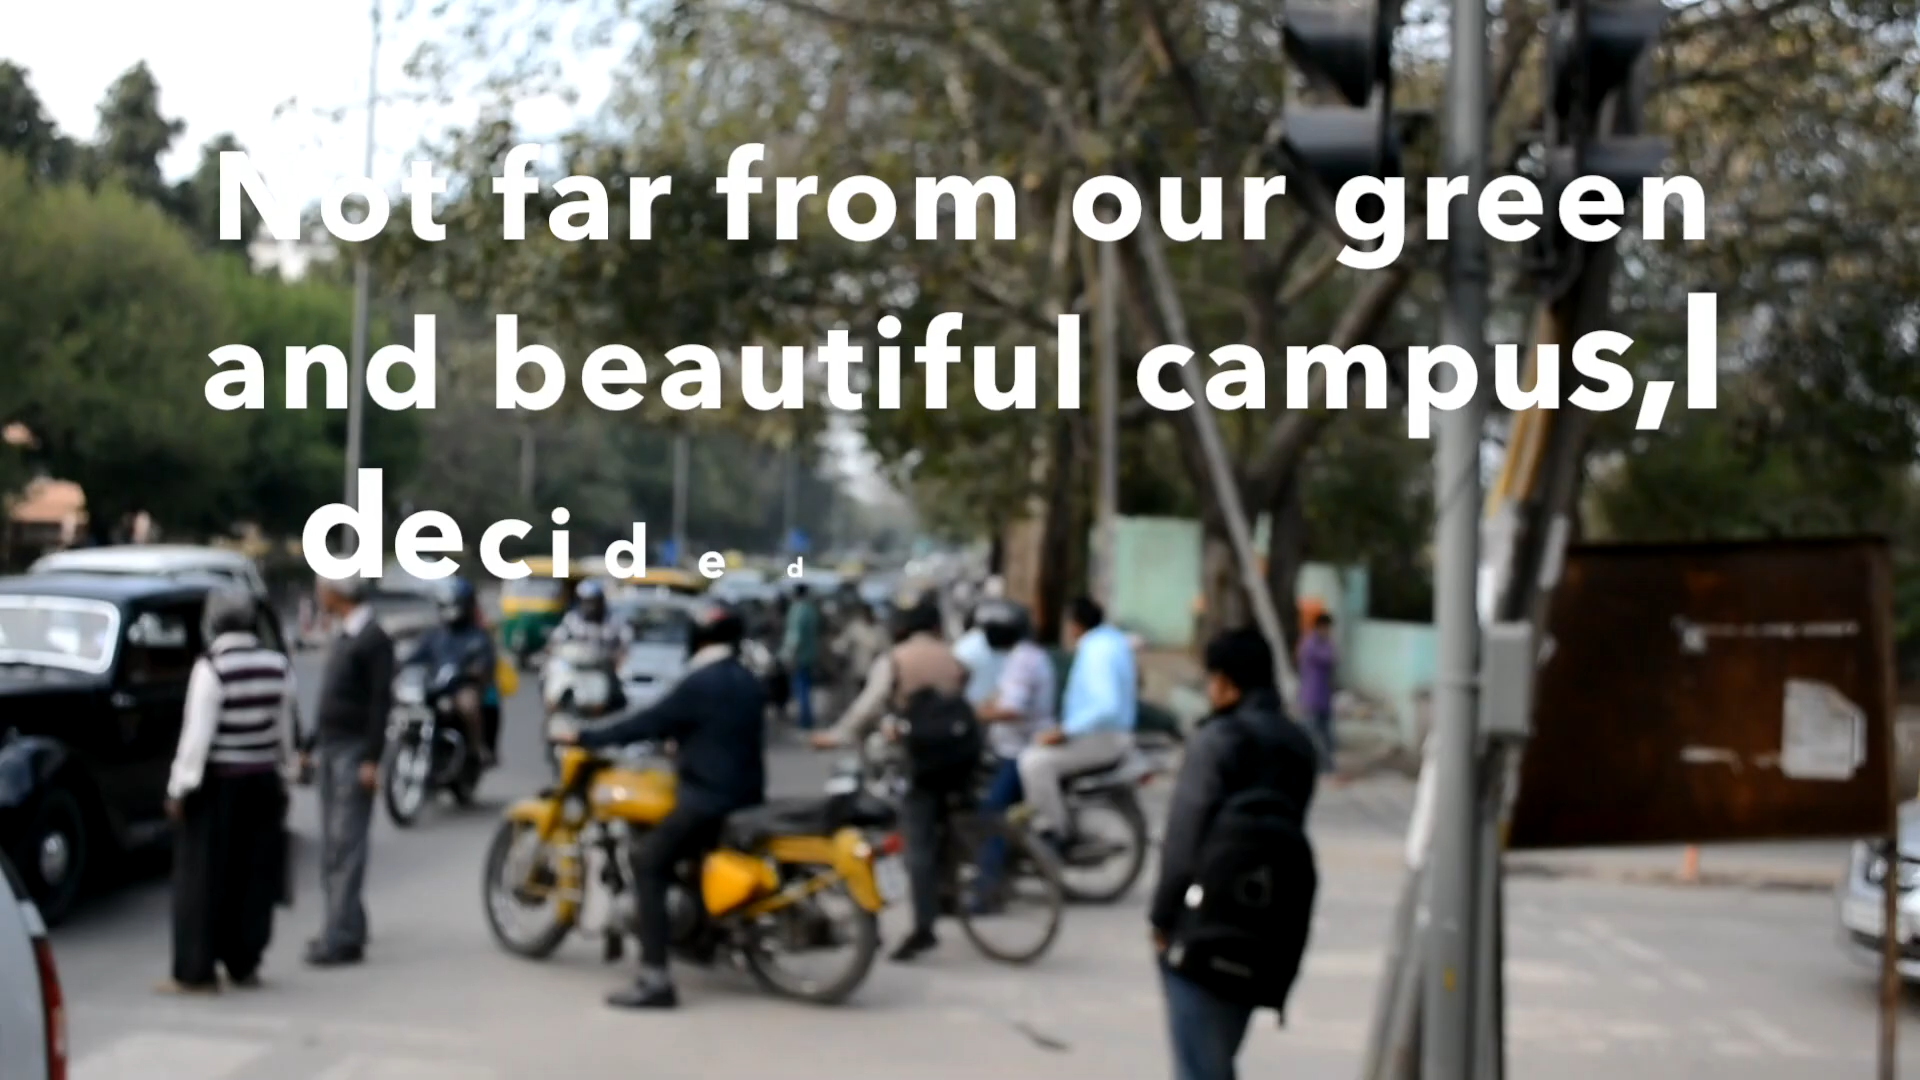 Not far from our green
and beautiful campus,I
decided